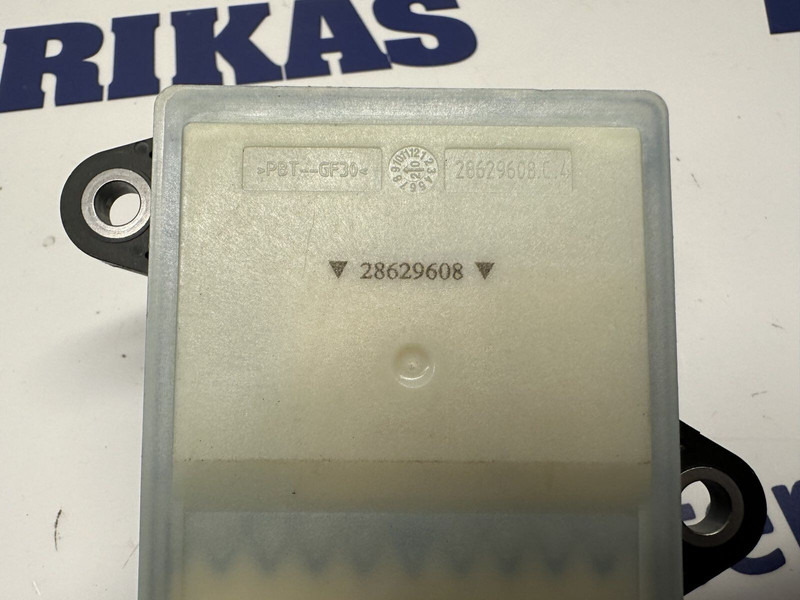 RIKAS
>PBT--GF30<
28629608.C.4
▼ 28629608 ▼